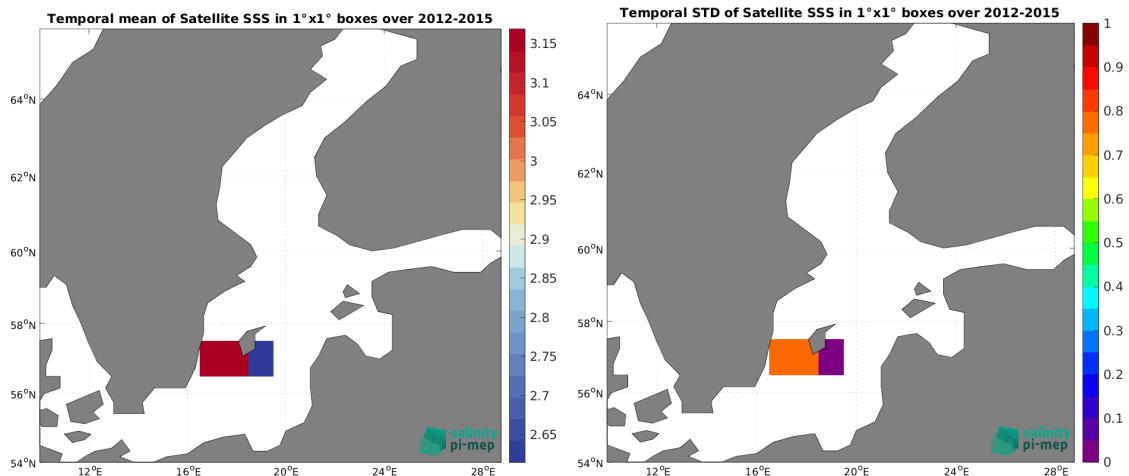 Temporal mean of Satellite SSS in 1°x1° boxes over 2012-2015
64°N
62°N
60°N
58°N
56°N
54°N
12°E
16°E
20°E
24°E
28°E
3.15
3.1
3.05
3
2.95
2.9
2.85
2.8
2.75
2.7
2.65
salinity
pi-mep
Temporal STD of Satellite SSS in 1°x1° boxes over 2012-2015
64°N
62°N
60°N
58°N
56°N
54°N
12°E
16°E
20°E
24°E
28°E
1
0.9
0.8
0.7
0.6
0.5
0.4
0.3
0.2
0.1
0
salinity
pi-mep